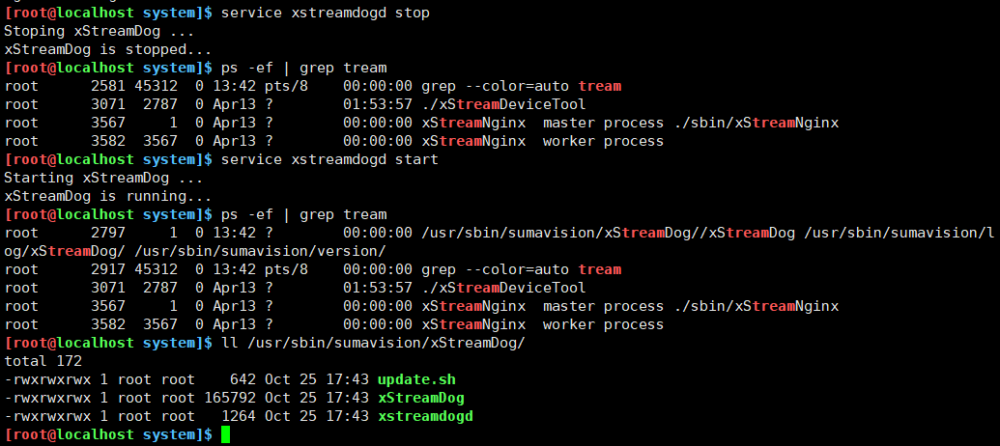 [root@localhost system]$ service xstreamdogd stop
Stoping xStreamDog ...
xStreamDog is stopped...
[root@localhost system]$ ps -ef | grep tream
root      2581 45312  0 13:42 pts/8    00:00:00 grep --color=auto tream
root      3071  2787  0 Apr13 ?        01:53:57 ./xStreamDeviceTool
root      3567     1  0 Apr13 ?        00:00:00 xStreamNginx  master process ./sbin/xStreamNginx
root      3582  3567  0 Apr13 ?        00:00:00 xStreamNginx  worker process
[root@localhost system]$ service xstreamdogd start
Starting xStreamDog ...
xStreamDog is running...
[root@localhost system]$ ps -ef | grep tream
root      2797     1  0 13:42 ?        00:00:00 /usr/sbin/sumavision/xStreamDog//xStreamDog /usr/sbin/sumavision/l
og/xStreamDog/ /usr/sbin/sumavision/version/
root      2917 45312  0 13:42 pts/8    00:00:00 grep --color=auto tream
root      3071  2787  0 Apr13 ?        01:53:57 ./xStreamDeviceTool
root      3567     1  0 Apr13 ?        00:00:00 xStreamNginx  master process ./sbin/xStreamNginx
root      3582  3567  0 Apr13 ?        00:00:00 xStreamNginx  worker process
[root@localhost system]$ ll /usr/sbin/sumavision/xStreamDog/
total 172
-rwxrwxrwx 1 root root    642 Oct 25 17:43 update.sh
-rwxrwxrwx 1 root root 165792 Oct 25 17:43 xStreamDog
-rwxrwxrwx 1 root root   1264 Oct 25 17:43 xstreamdogd
[root@localhost system]$